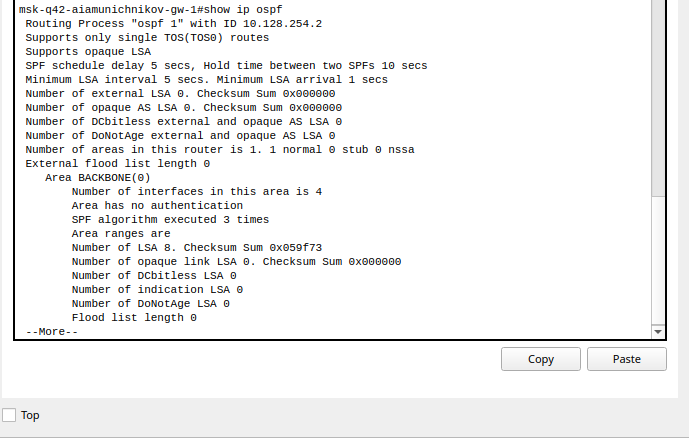 msk-q42-aiamunichnikov-gw-1#show ip ospf
Routing Process "ospf 1" with ID 10.128.254.2
Supports only single TOS(TOS0) routes
Supports opaque LSA
SPF schedule delay 5 secs, Hold time between two SPFs 10 secs
Minimum LSA interval 5 secs. Minimum LSA arrival 1 secs
Number of external LSA 0. Checksum Sum 0x000000
Number of opaque AS LSA 0. Checksum Sum 0x000000
Number of DCbitless external and opaque AS LSA 0
Number of DoNotAge external and opaque AS LSA 0
Number of areas in this router is 1. 1 normal 0 stub 0 nssa
External flood list length 0
Area BACKBONE(0)
Number of interfaces in this area is 4
Area has no authentication
SPF algorithm executed 3 times
Area ranges are
Number of LSA 8. Checksum Sum 0x059f73
Number of opaque link LSA 0. Checksum Sum 0x000000
Number of DCbitless LSA 0
Number of indication LSA 0
Number of DoNotAge LSA 0
Flood list length 0
--More--
Copy Paste
Top